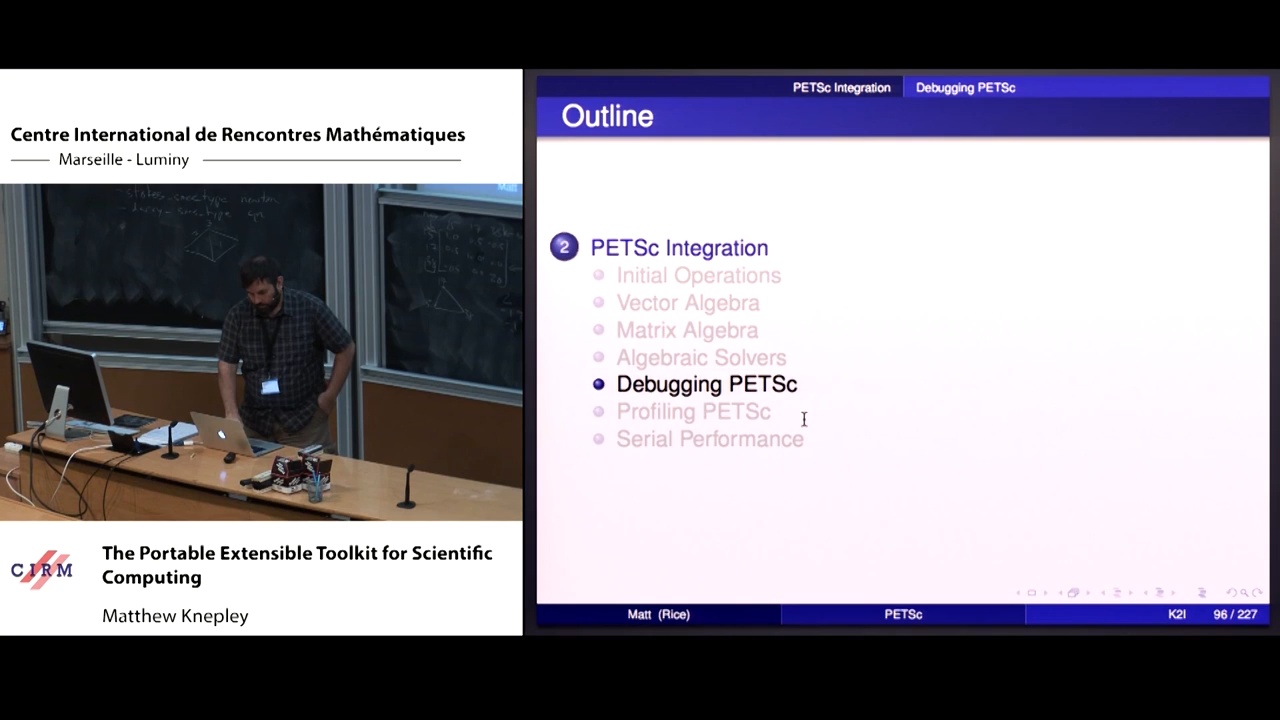 Centre International de Rencontres Mathématiques
Marseille - Luminy
CIRM
The Portable Extensible Toolkit for Scientific
Computing
Matthew Knepley
PETSc Integration
Debugging PETSc
Outline
2
PETSc Integration
Initial Operations
Vector Algebra
Matrix Algebra
Algebraic Solvers
Debugging PETSc
Profiling PETSc
Serial Performance
Matt (Rice)
PETSc
K2I
96 / 227